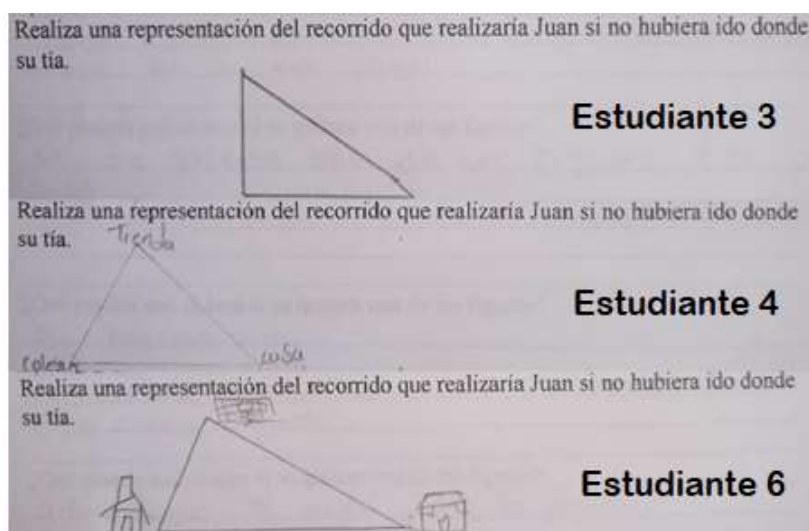 Realiza una representación del recorrido que realizaría Juan si no hubiera ido donde
su tía.
Estudiante 3
Realiza una representación del recorrido que realizaría Juan si no hubiera ido donde
su tía.
Tienda
Estudiante 4
casa
Realiza una representación del recorrido que realizaría Juan si no hubiera ido donde
su tía.
Estudiante 6